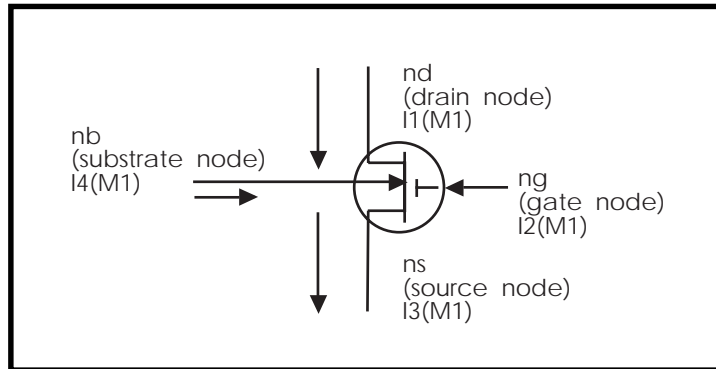 nd
(drain node)
I1(M1)
nb
(substrate node)
I4(M1)
ng
(gate node)
I2(M1)
ns
(source node)
I3(M1)